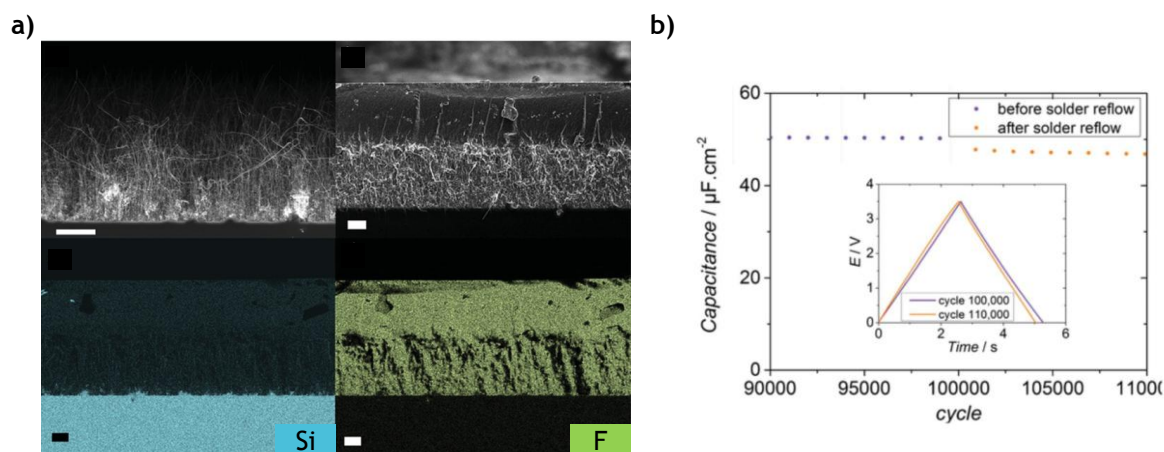 a)
Si
F
b)
Capacitance / µF.cm⁻²
60
40
20
0
before solder reflow
after solder reflow
E / V
4
3
2
1
0
cycle 100,000
cycle 110,000
0 2 4 6
Time / s
90000 95000 100000 105000 11000
cycle